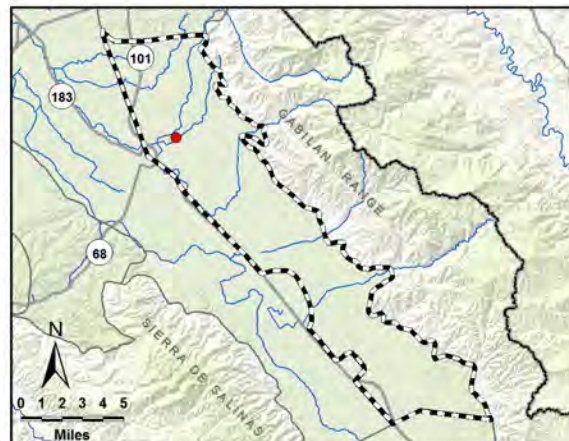 101
183
GABILAN RANGE
68
SIERRA DE SALINAS
N
0 1 2 3 4 5
Miles